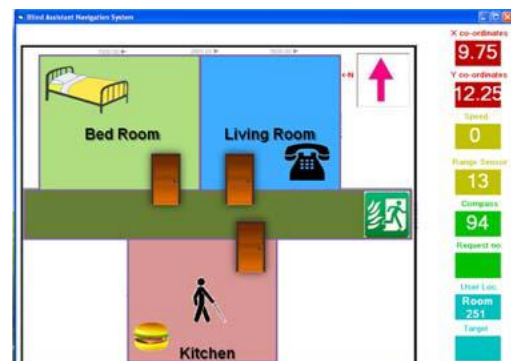 Blind Assistant Navigation System
X co-ordinates
9.75
Y co-ordinates
12.25
<-N
Speed
0
Bed Room
Living Room
Range Sensor
13
Compass
94
Request no
User Loc.
Room
251
Target
Kitchen